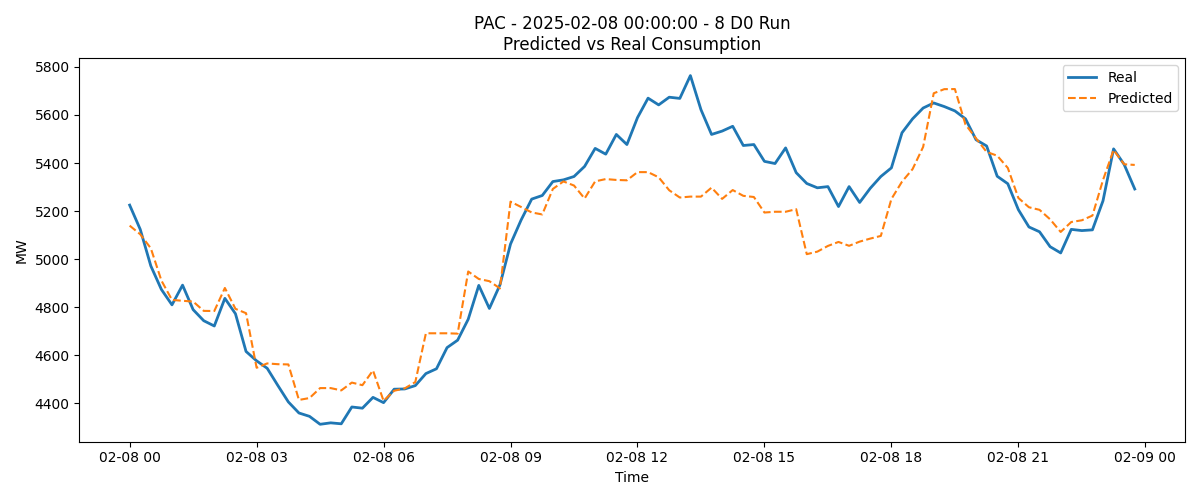 PAC - 2025-02-08 00:00:00 - 8 D0 Run
Predicted vs Real Consumption
Real
Predicted
MW
5800
5600
5400
5200
5000
4800
4600
4400
02-08 00
02-08 03
02-08 06
02-08 09
02-08 12
02-08 15
02-08 18
02-08 21
02-09 00
Time